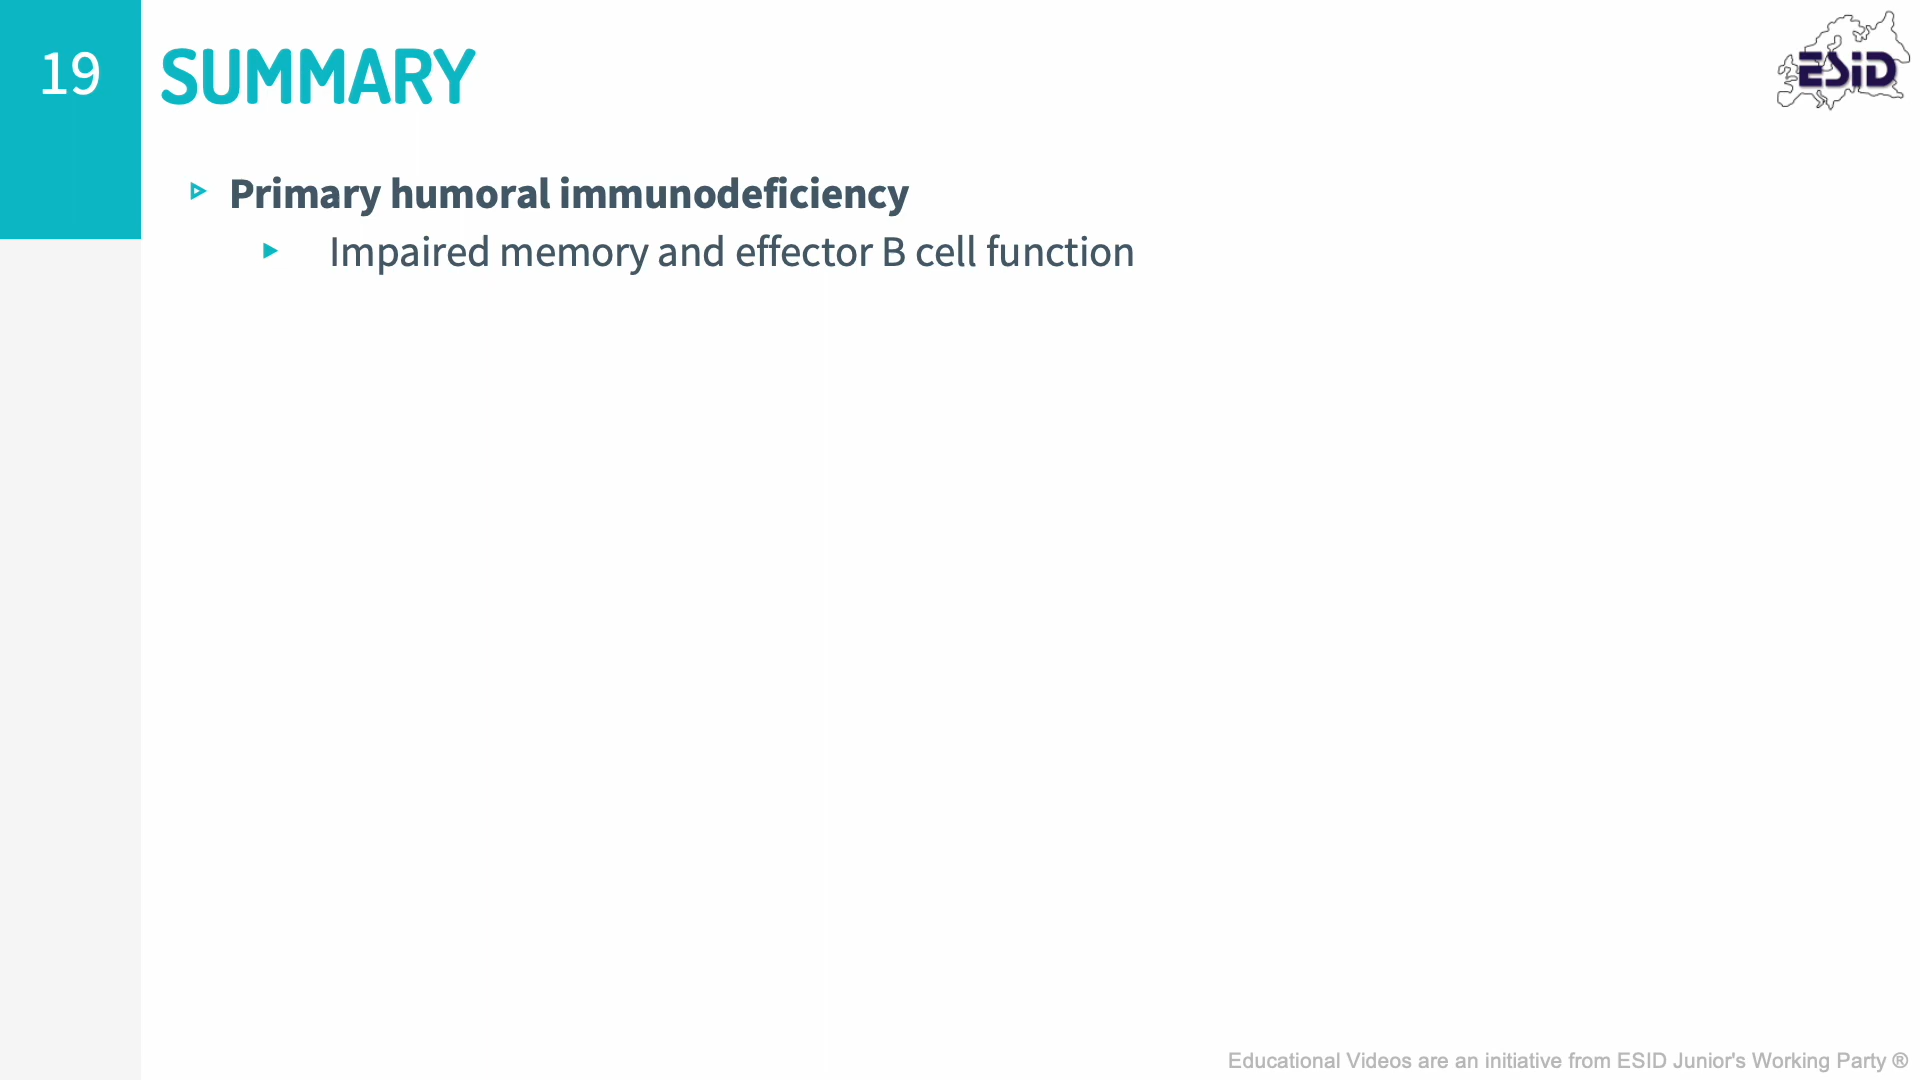 19
SUMMARY
ESiD
Primary humoral immunodeficiency
Impaired memory and effector B cell function
Educational Videos are an initiative from ESID Junior's Working Party ®